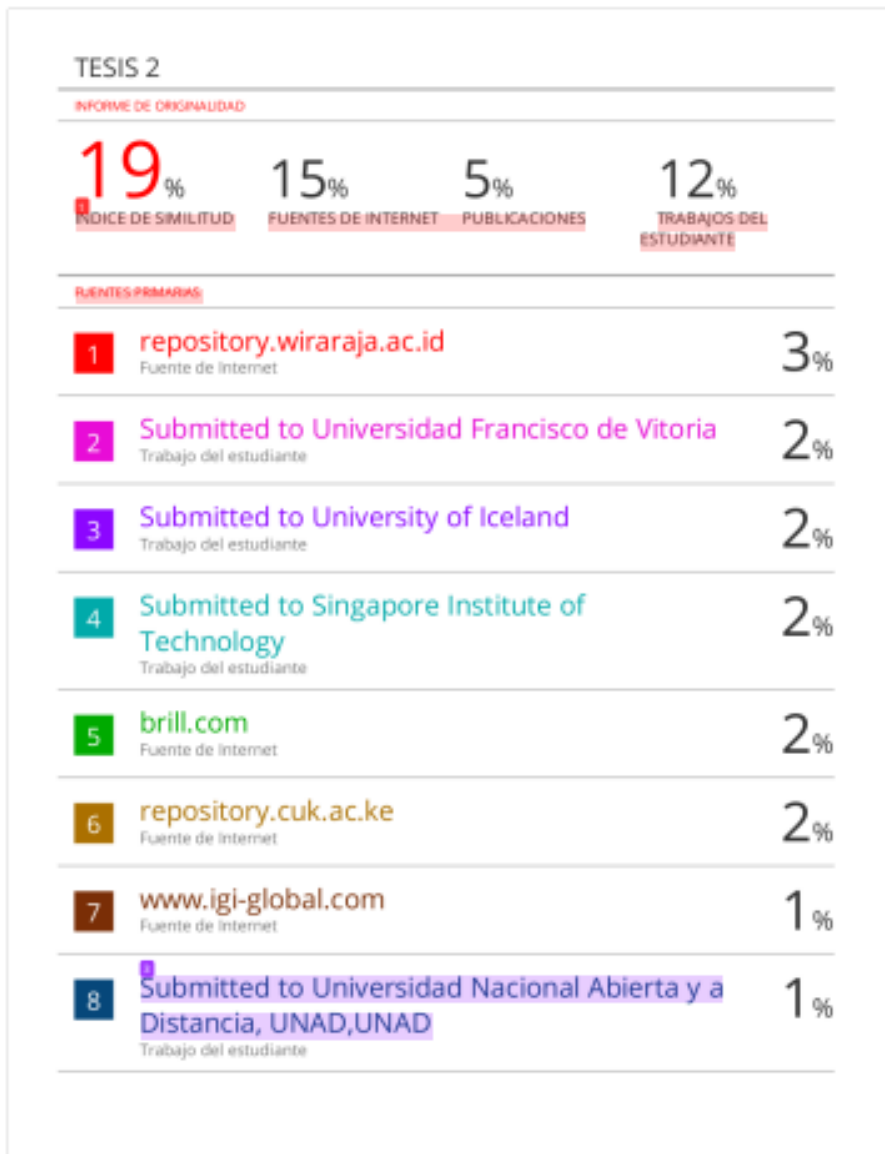 TESIS 2
INFORME DE ORIGINALIDAD
19%
15%
5%
12%
INDICE DE SIMILITUD
FUENTES DE INTERNET
PUBLICACIONES
TRABAJOS DEL
ESTUDIANTE
FUENTES PRIMARIAS
1
repository.wiraraja.ac.id
3%
Fuente de Internet
2
Submitted to Universidad Francisco de Vitoria
2%
Trabajo del estudiante
3
Submitted to University of Iceland
2%
Trabajo del estudiante
4
Submitted to Singapore Institute of
Technology
2%
Trabajo del estudiante
5
brill.com
2%
Fuente de Internet
6
repository.cuk.ac.ke
2%
Fuente de Internet
7
www.igi-global.com
1%
Fuente de Internet
8
Submitted to Universidad Nacional Abierta y a
Distancia, UNAD,UNAD
1%
Trabajo del estudiante